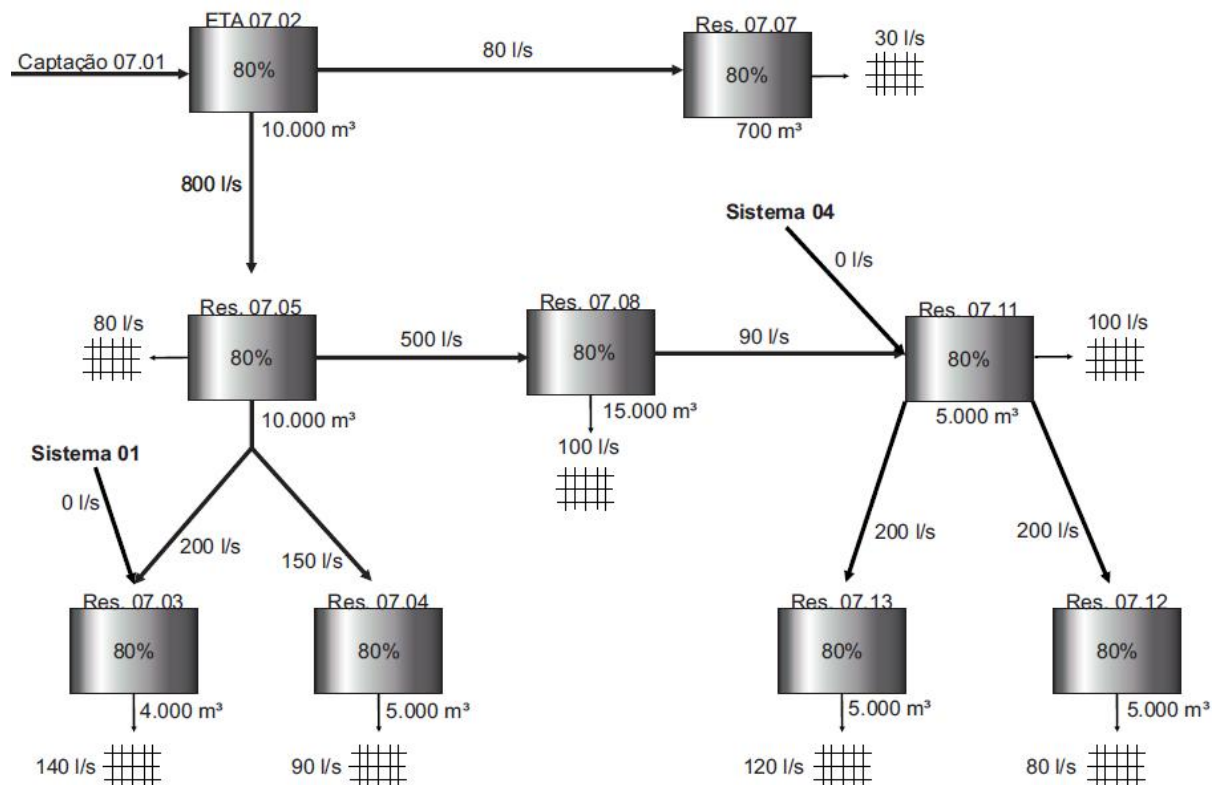 ETA 07.02
Res. 07.07
Captação 07.01
80 l/s
30 l/s
80%
80%
10.000 m³
700 m³
800 l/s
Sistema 04
0 l/s
Res. 07.05
Res. 07.08
Res. 07.11
80 l/s
500 l/s
90 l/s
100 l/s
80%
80%
80%
10.000 m³
15.000 m³
5.000 m³
Sistema 01
100 l/s
0 l/s
200 l/s
150 l/s
200 l/s
200 l/s
Res. 07.03
Res. 07.04
Res. 07.13
Res. 07.12
80%
80%
80%
80%
4.000 m³
5.000 m³
5.000 m³
5.000 m³
140 l/s
90 l/s
120 l/s
80 l/s